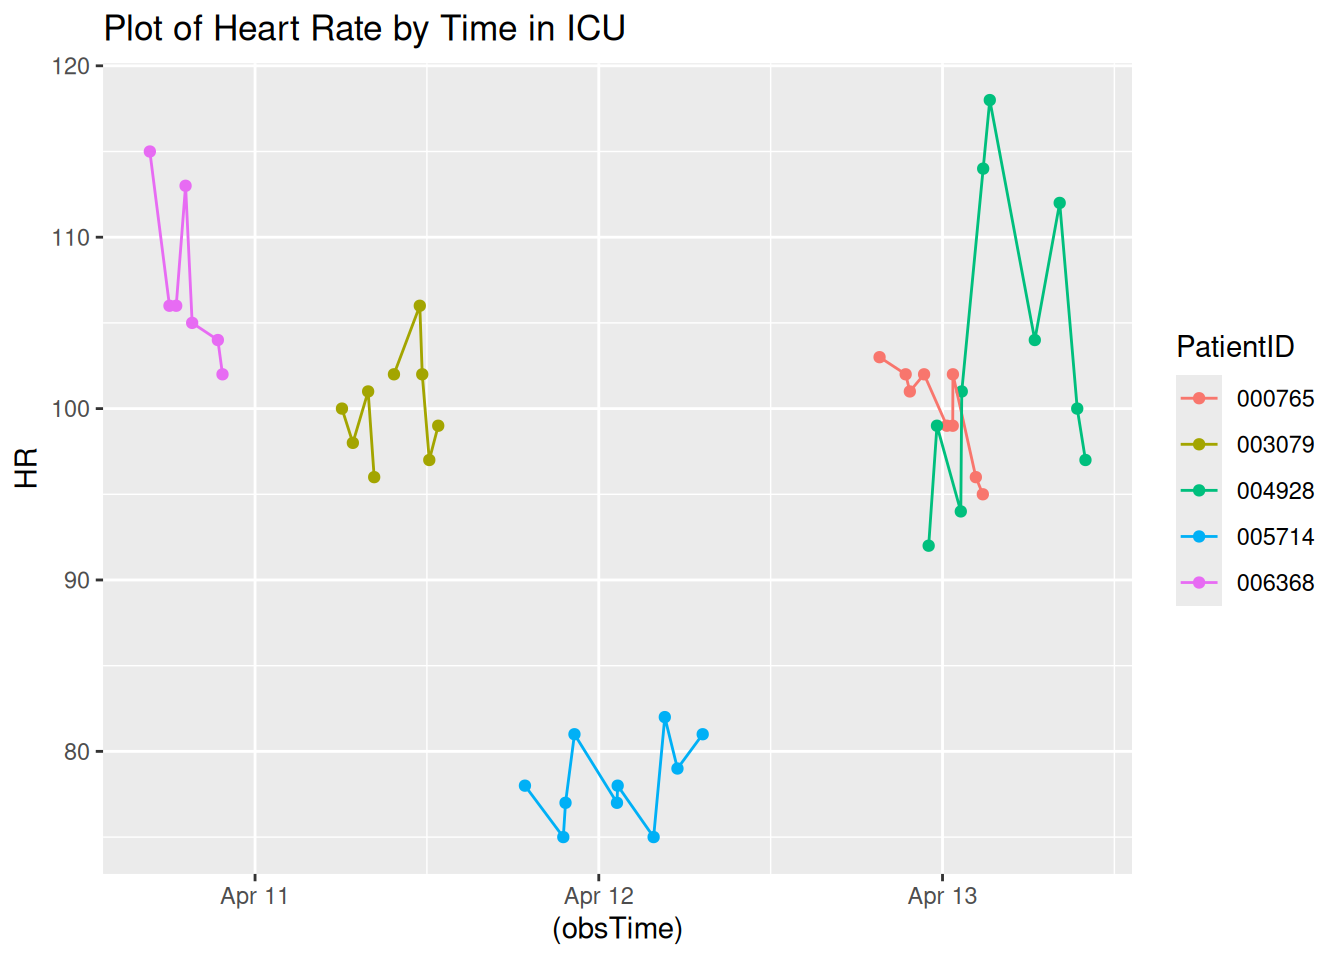 Plot of Heart Rate by Time in ICU
120
110
100
90
80
HR
Apr 11
Apr 12
Apr 13
(obsTime)
PatientID
000765
003079
004928
005714
006368